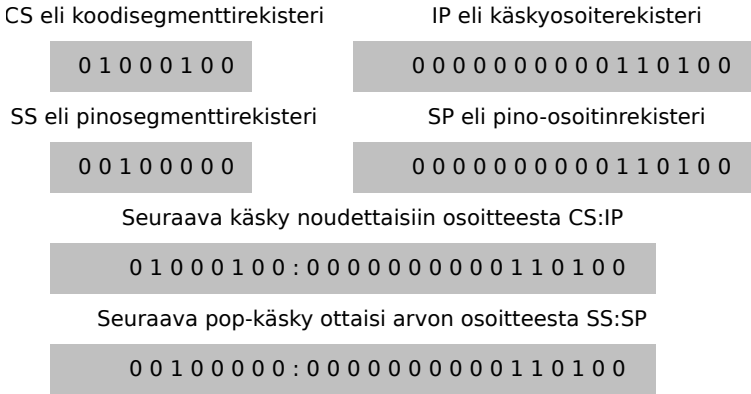 CS eli koodisegmenttirekisteri IP eli käskyosoiterekisteri
0 1 0 0 0 1 0 0 0 0 0 0 0 0 0 0 0 0 1 1 0 1 0 0
SS eli pinosegmenttirekisteri SP eli pino-osoitinrekisteri
0 0 1 0 0 0 0 0 0 0 0 0 0 0 0 0 0 0 1 1 0 1 0 0
Seuraava käsky noudettaisiin osoitteesta CS:IP
0 1 0 0 0 1 0 0 : 0 0 0 0 0 0 0 0 0 0 1 1 0 1 0 0
Seuraava pop-käsky ottaisi arvon osoitteesta SS:SP
0 0 1 0 0 0 0 0 : 0 0 0 0 0 0 0 0 0 0 1 1 0 1 0 0